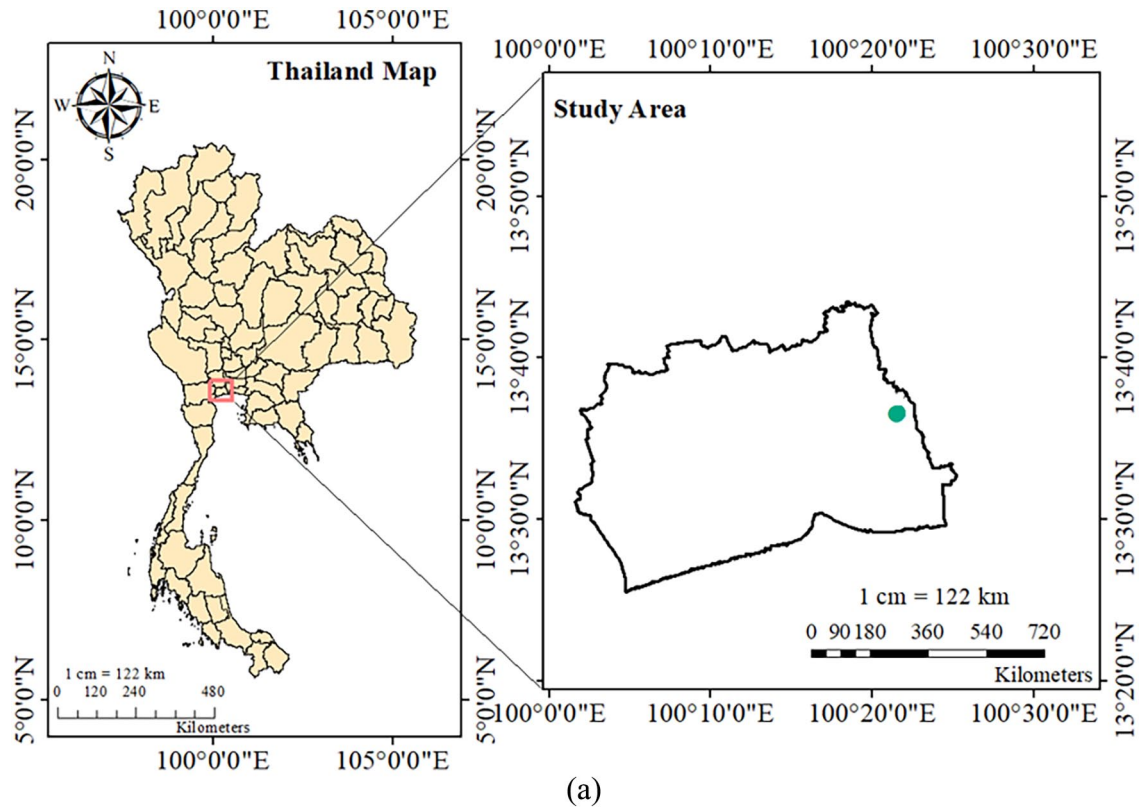 100°0'0"E 105°0'0"E
Thailand Map
N
W E
S
20°0'0"N
15°0'0"N
10°0'0"N
5°0'0"N
20°0'0"N
15°0'0"N
10°0'0"N
5°0'0"N
1 cm = 122 km
0 120 240 480
Kilometers
100°0'0"E 105°0'0"E
100°0'0"E 100°10'0"E 100°20'0"E 100°30'0"E
Study Area
13°50'0"N
13°40'0"N
13°30'0"N
13°20'0"N
13°50'0"N
13°40'0"N
13°30'0"N
13°20'0"N
1 cm = 122 km
0 90 180 360 540 720
Kilometers
100°0'0"E 100°10'0"E 100°20'0"E 100°30'0"E
(a)